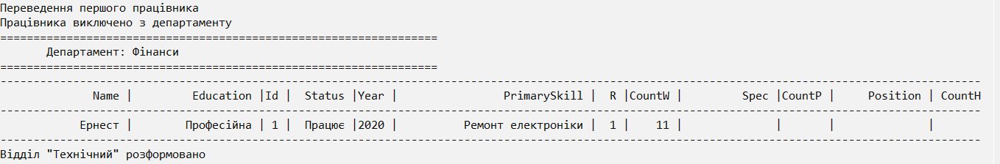 Переведення першого працівника
Працівника виключено з департаменту
==================================================================
Департамент: Фінанси
==================================================================
----------------------------------------------------------------------------------------------------------------------------------------------------
Name | Education |Id | Status |Year | PrimarySkill | R |CountW | Spec |CountP | Position | CountH
----------------------------------------------------------------------------------------------------------------------------------------------------
Ернест | Професійна | 1 | Працює |2020 | Ремонт електроніки | 1 | 11 | | | |
----------------------------------------------------------------------------------------------------------------------------------------------------
Відділ "Технічний" розформовано